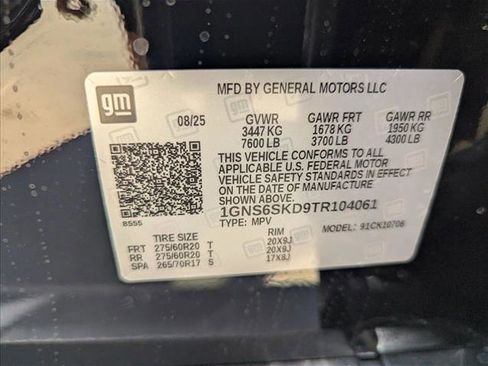 gm
MFD BY GENERAL MOTORS LLC
08/25 GVWR GAWR FRT GAWR RR
3447 KG 1678 KG 1950 KG
7600 LB 3700 LB 4300 LB
THIS VEHICLE CONFORMS TO ALL
APPLICABLE U.S. FEDERAL MOTOR
VEHICLE SAFETY STANDARDS IN EFFECT
ON THE DATE OF MANUFACTURE
SHOWN ABOVE.
1GNS6SKD9TR104061
8555 TYPE: MPV MODEL: 91CK10706
TIRE SIZE RIM
FRT 275/60R20 T 20X9J
RR 275/60R20 T 20X9J
SPA 265/70R17 S 17X8J